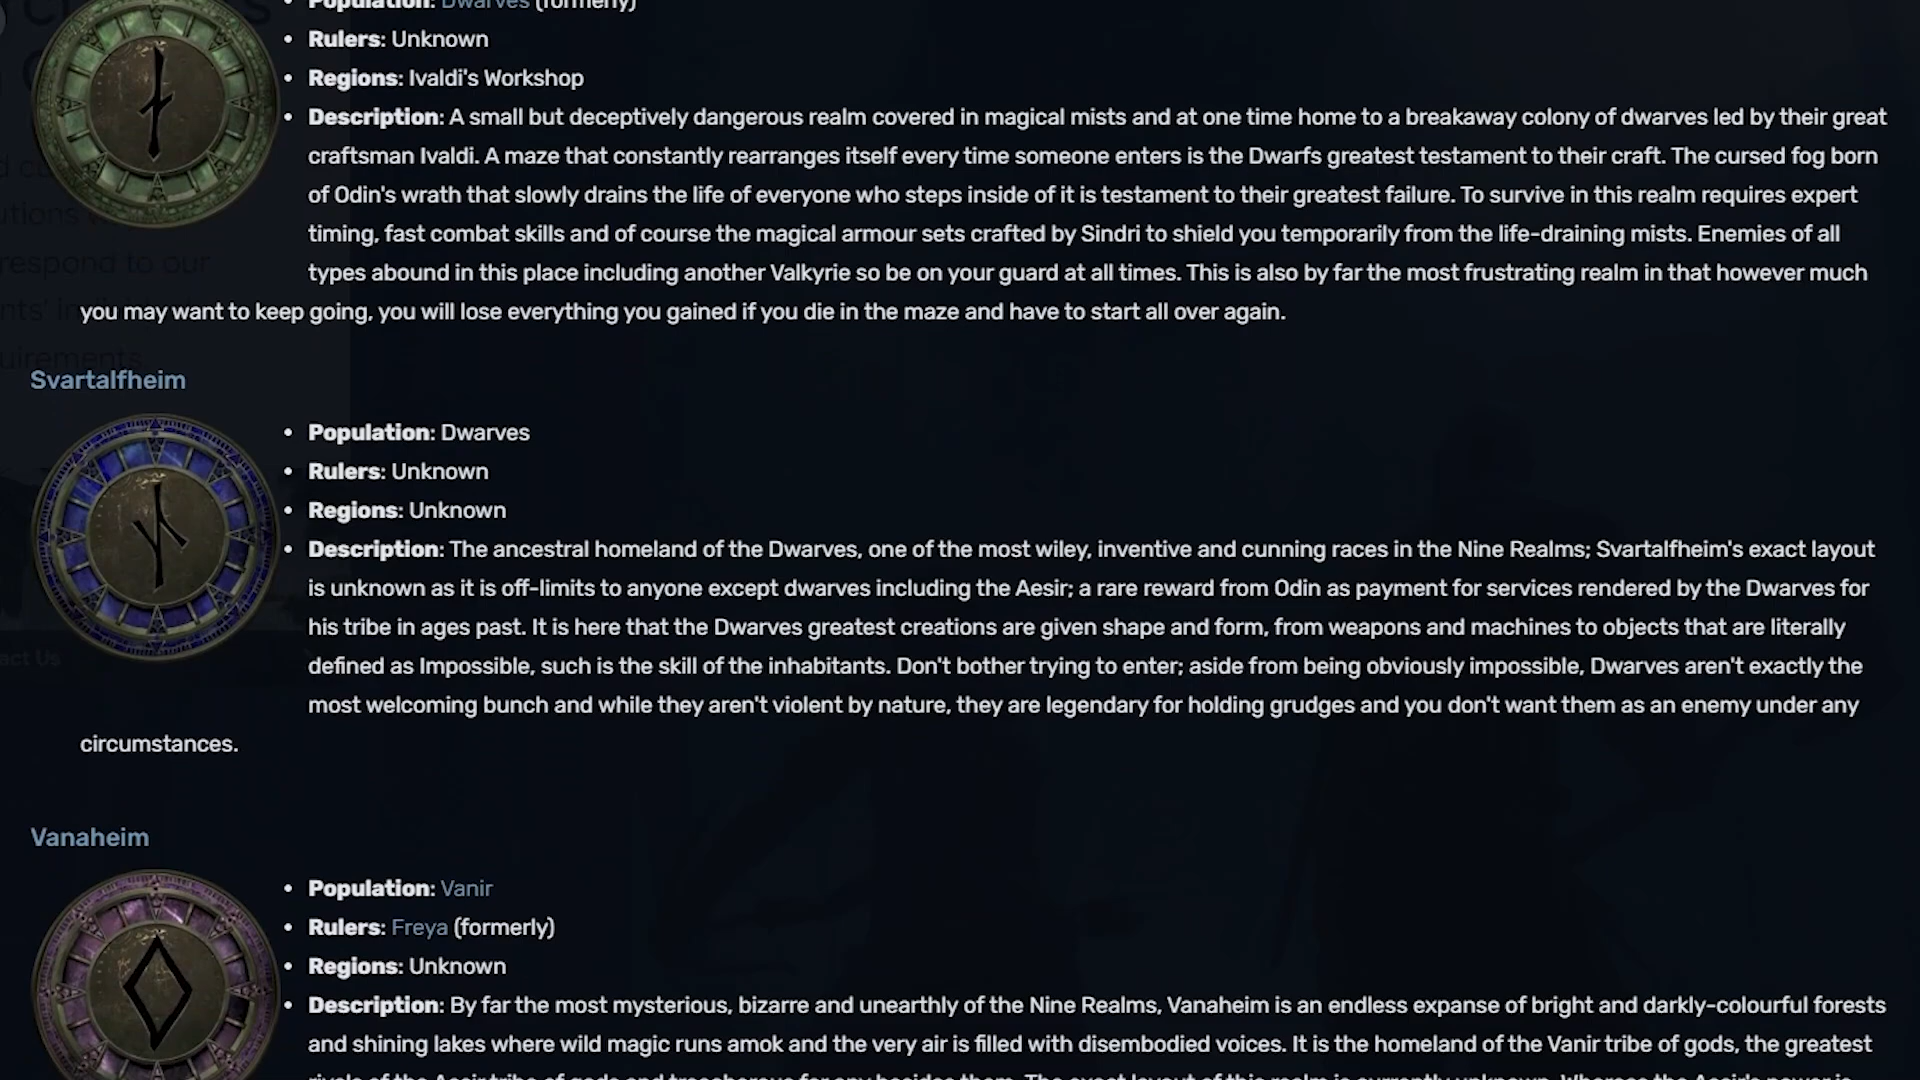 Population: Dwarves (formerly)
Rulers: Unknown
Regions: Ivaldi's Workshop
Description: A small but deceptively dangerous realm covered in magical mists and at one time home to a breakaway colony of dwarves led by their great
craftsman Ivaldi. A maze that constantly rearranges itself every time someone enters is the Dwarfs greatest testament to their craft. The cursed fog born
of Odin's wrath that slowly drains the life of everyone who steps inside of it is testament to their greatest failure. To survive in this realm requires expert
timing, fast combat skills and of course the magical armour sets crafted by Sindri to shield you temporarily from the life-draining mists. Enemies of all
types abound in this place including another Valkyrie so be on your guard at all times. This is also by far the most frustrating realm in that however much
you may want to keep going, you will lose everything you gained if you die in the maze and have to start all over again.
respond to our
uirements
Svartalfheim
Population: Dwarves
Rulers: Unknown
Regions: Unknown
Description: The ancestral homeland of the Dwarves, one of the most wiley, inventive and cunning races in the Nine Realms; Svartalfheim's exact layout
is unknown as it is off-limits to anyone except dwarves including the Aesir; a rare reward from Odin as payment for services rendered by the Dwarves for
his tribe in ages past. It is here that the Dwarves greatest creations are given shape and form, from weapons and machines to objects that are literally
defined as Impossible, such is the skill of the inhabitants. Don't bother trying to enter; aside from being obviously impossible, Dwarves aren't exactly the
most welcoming bunch and while they aren't violent by nature, they are legendary for holding grudges and you don't want them as an enemy under any
circumstances.
act Us
Vanaheim
Population: Vanir
Rulers: Freya (formerly)
Regions: Unknown
Description: By far the most mysterious, bizarre and unearthly of the Nine Realms, Vanaheim is an endless expanse of bright and darkly-colourful forests
and shining lakes where wild magic runs amok and the very air is filled with disembodied voices. It is the homeland of the Vanir tribe of gods, the greatest